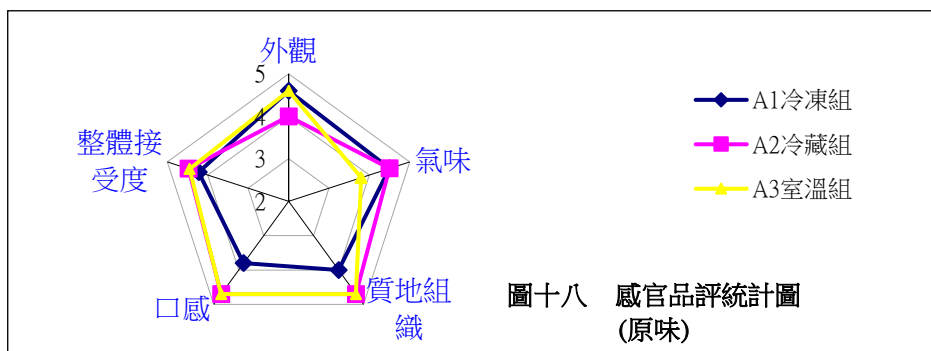 外觀
5
4
3
2
氣味
質地組
織
口感
整體接
受度
A1冷凍組
A2冷藏組
A3室溫組
圖十八 感官品評統計圖
(原味)